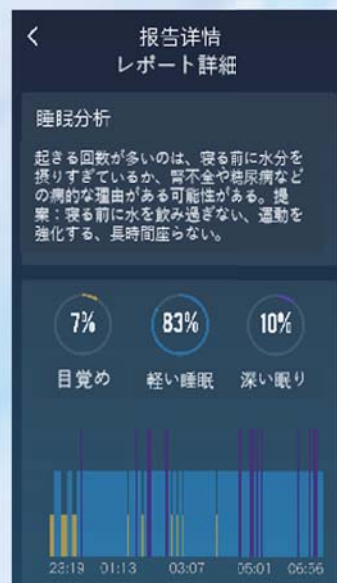 报告详情
レポート詳細
睡眠分析
起きる回数が多いのは、寝る前に水分を
摂りすぎているか、腎不全や糖尿病など
の病的な理由がある可能性がある。提
案：寝る前に水を飲み過ぎない、運動を
強化する、長時間座らない。
7% 83% 10%
目覚め 軽い睡眠 深い眠り
23:19 01:13 03:07 05:01 06:56